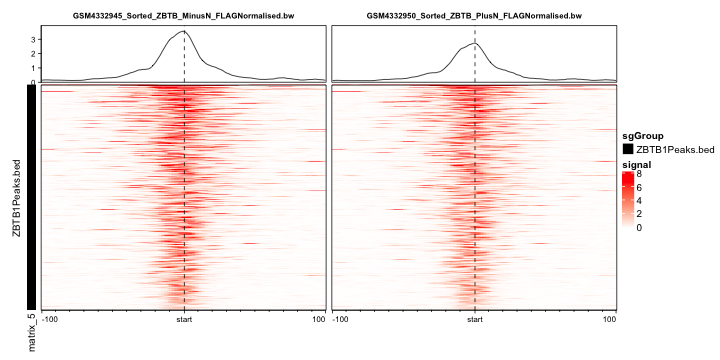 GSM4332945_Sorted_ZBTB_MinusN_FLAGNormalised.bw
GSM4332950_Sorted_ZBTB_PlusN_FLAGNormalised.bw
3
2
1
0
ZBTB1Peaks.bed
matrix_5
-100
start
100
-100
start
100
sgGroup
ZBTB1Peaks.bed
signal
8
6
4
2
0